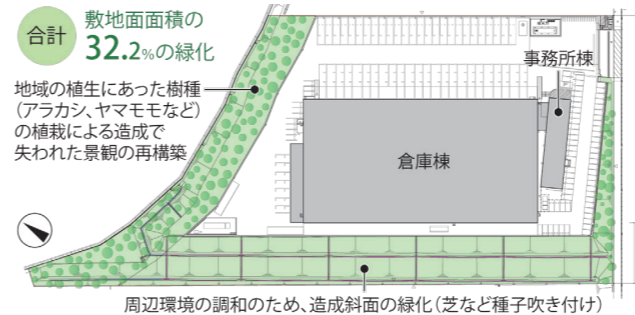 合計
敷地面面積の
32.2%の緑化
事務所棟
地域の植生にあった樹種
（アラカシ、ヤマモモなど）
の植栽による造成で
失われた景観の再構築
倉庫棟
周辺環境の調和のため、造成斜面の緑化（芝など種子吹き付け）